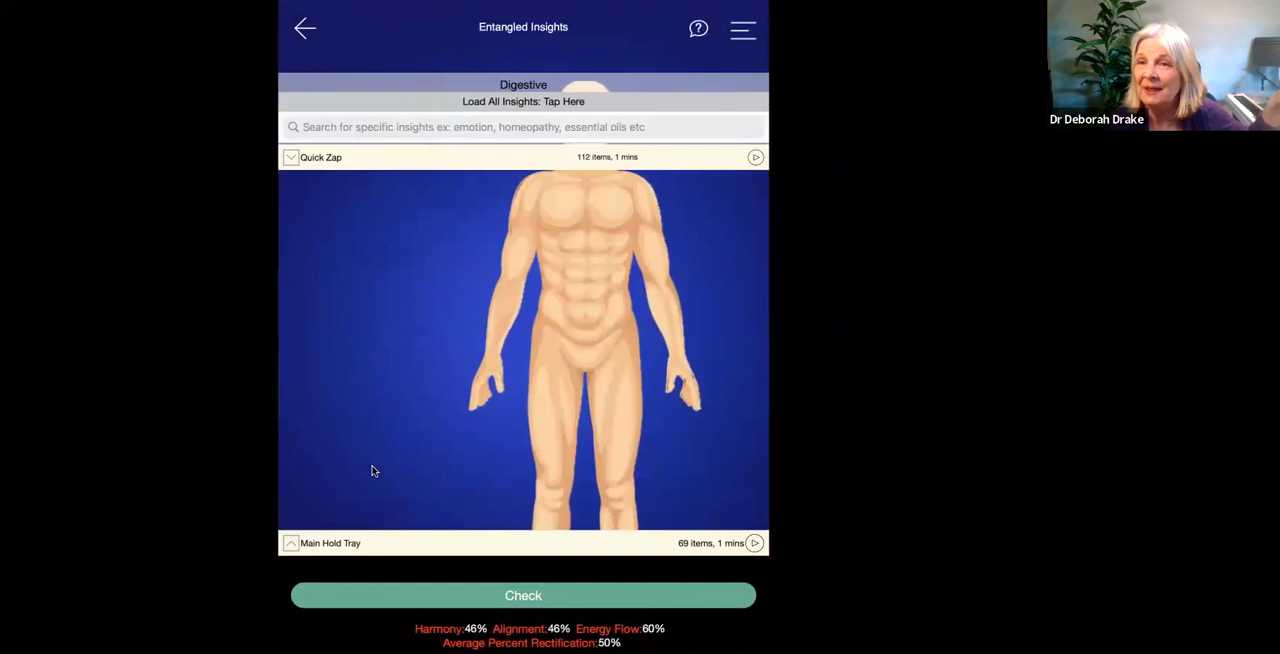 Entangled Insights
Digestive
Load All Insights: Tap Here
Search for specific insights ex: emotion, homeopathy, essential oils etc
Quick Zap 112 items, 1 mins
Main Hold Tray 69 items, 1 mins
Check
Harmony:46% Alignment:46% Energy Flow:60%
Average Percent Rectification:50%
Dr Deborah Drake